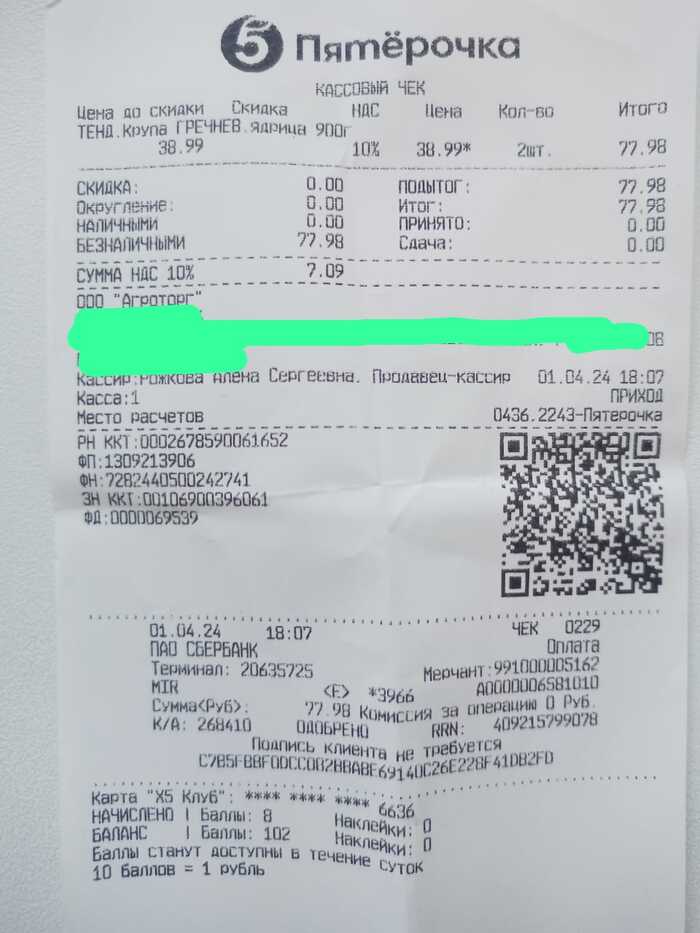 5 Пятёрочка
КАССОВЫЙ ЧЕК
Цена до скидки Скидка НДС Цена Кол-во Итого
ТЕНД.Крупа ГРЕЧНЕВ.ядрица 900г
38.99 10% 38.99* 2шт. 77.98
СКИДКА: 0.00 ПОДЫТОГ: 77.98
Округление: 0.00 Итог: 77.98
НАЛИЧНЫМИ 0.00 ПРИНЯТО: 0.00
БЕЗНАЛИЧНЫМИ 77.98 Сдача: 0.00
СУММА НДС 10% 7.09
ООО "Агроторг"
Кассир:Рожкова Алена Сергеевна. Продавец-кассир 01.04.24 18:07
Касса:1 ПРИХОД
Место расчетов 0436.2243-Пятерочка
РН ККТ:0002678590061652
ФП:1309213906
ФН:7282440500242741
ЗН ККТ:00106900396061
ФД:0000069539
01.04.24 18:07 ЧЕК 0229
ПАО СБЕРБАНК Оплата
Терминал: 20635725 Мерчант:991000005162
MIR <E> *3966 A0000006581010
Сумма<Руб>: 77.98 Комиссия за операцию 0 Руб.
К/А: 268410 ОДОБРЕНО RRN: 409215799078
Подпись клиента не требуется
Карта "X5 Клуб": **** **** **** 6636
НАЧИСЛЕНО | Баллы: 8 Наклейки: 0
БАЛАНС | Баллы: 102 Наклейки: 0
Баллы станут доступны в течение суток
10 баллов = 1 рубль